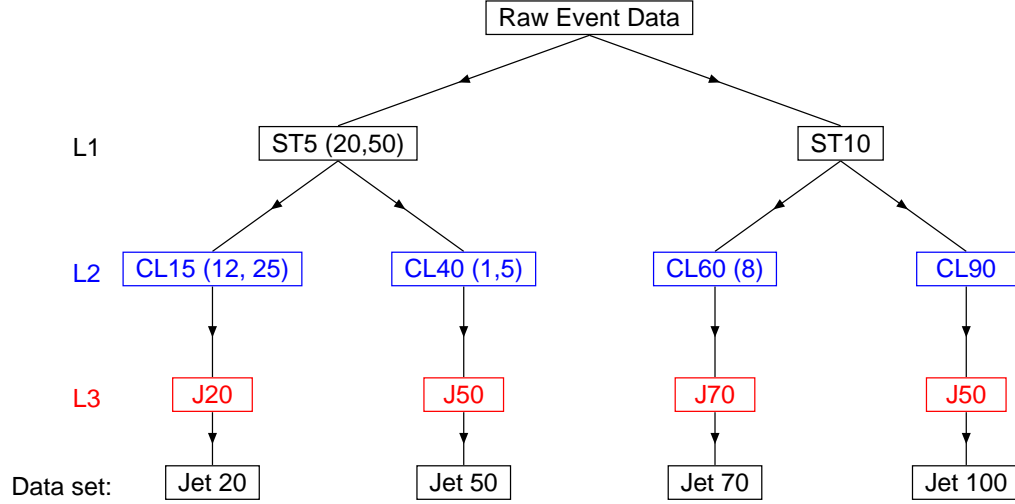 Raw Event Data
L1 ST5 (20,50) ST10
L2 CL15 (12, 25) CL40 (1,5) CL60 (8) CL90
L3 J20 J50 J70 J50
Data set: Jet 20 Jet 50 Jet 70 Jet 100